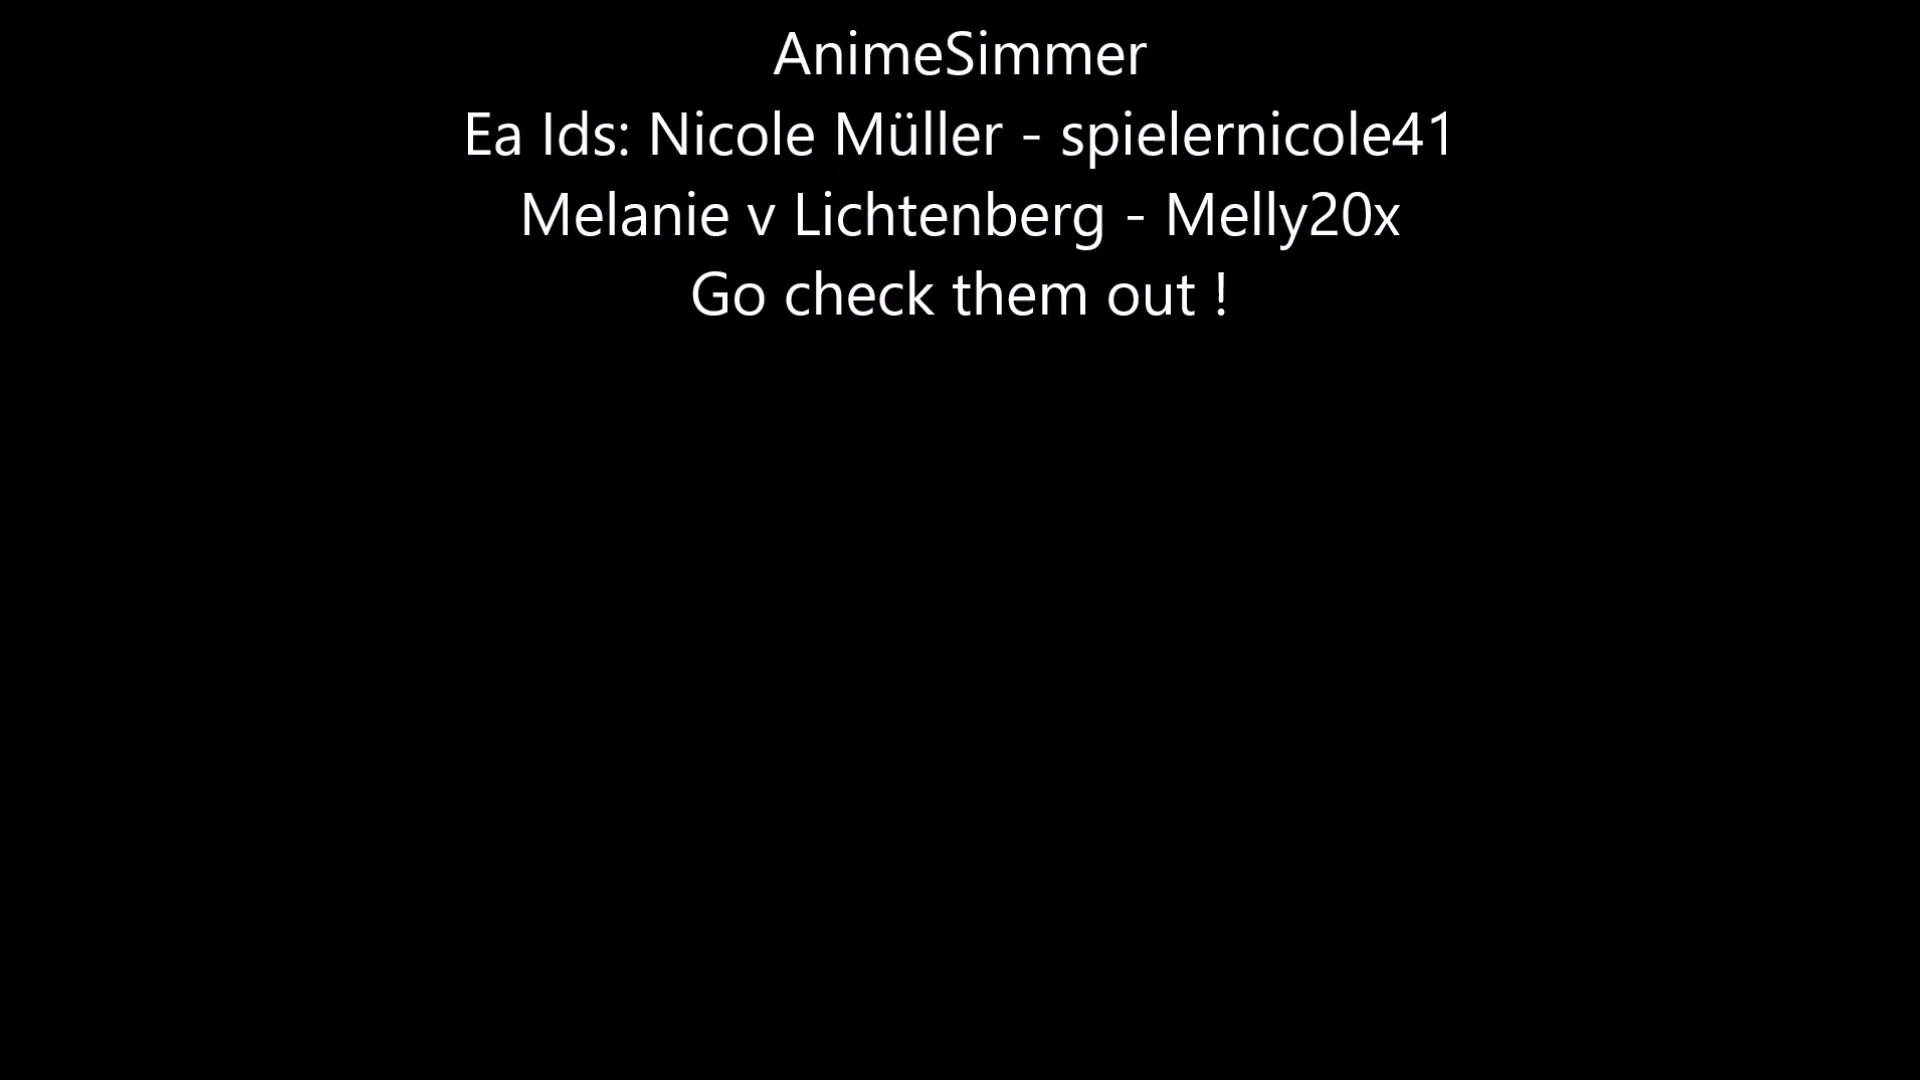 AnimeSimmer
Ea Ids: Nicole Müller - spielernicole41
Melanie v Lichtenberg - Melly20x
Go check them out !